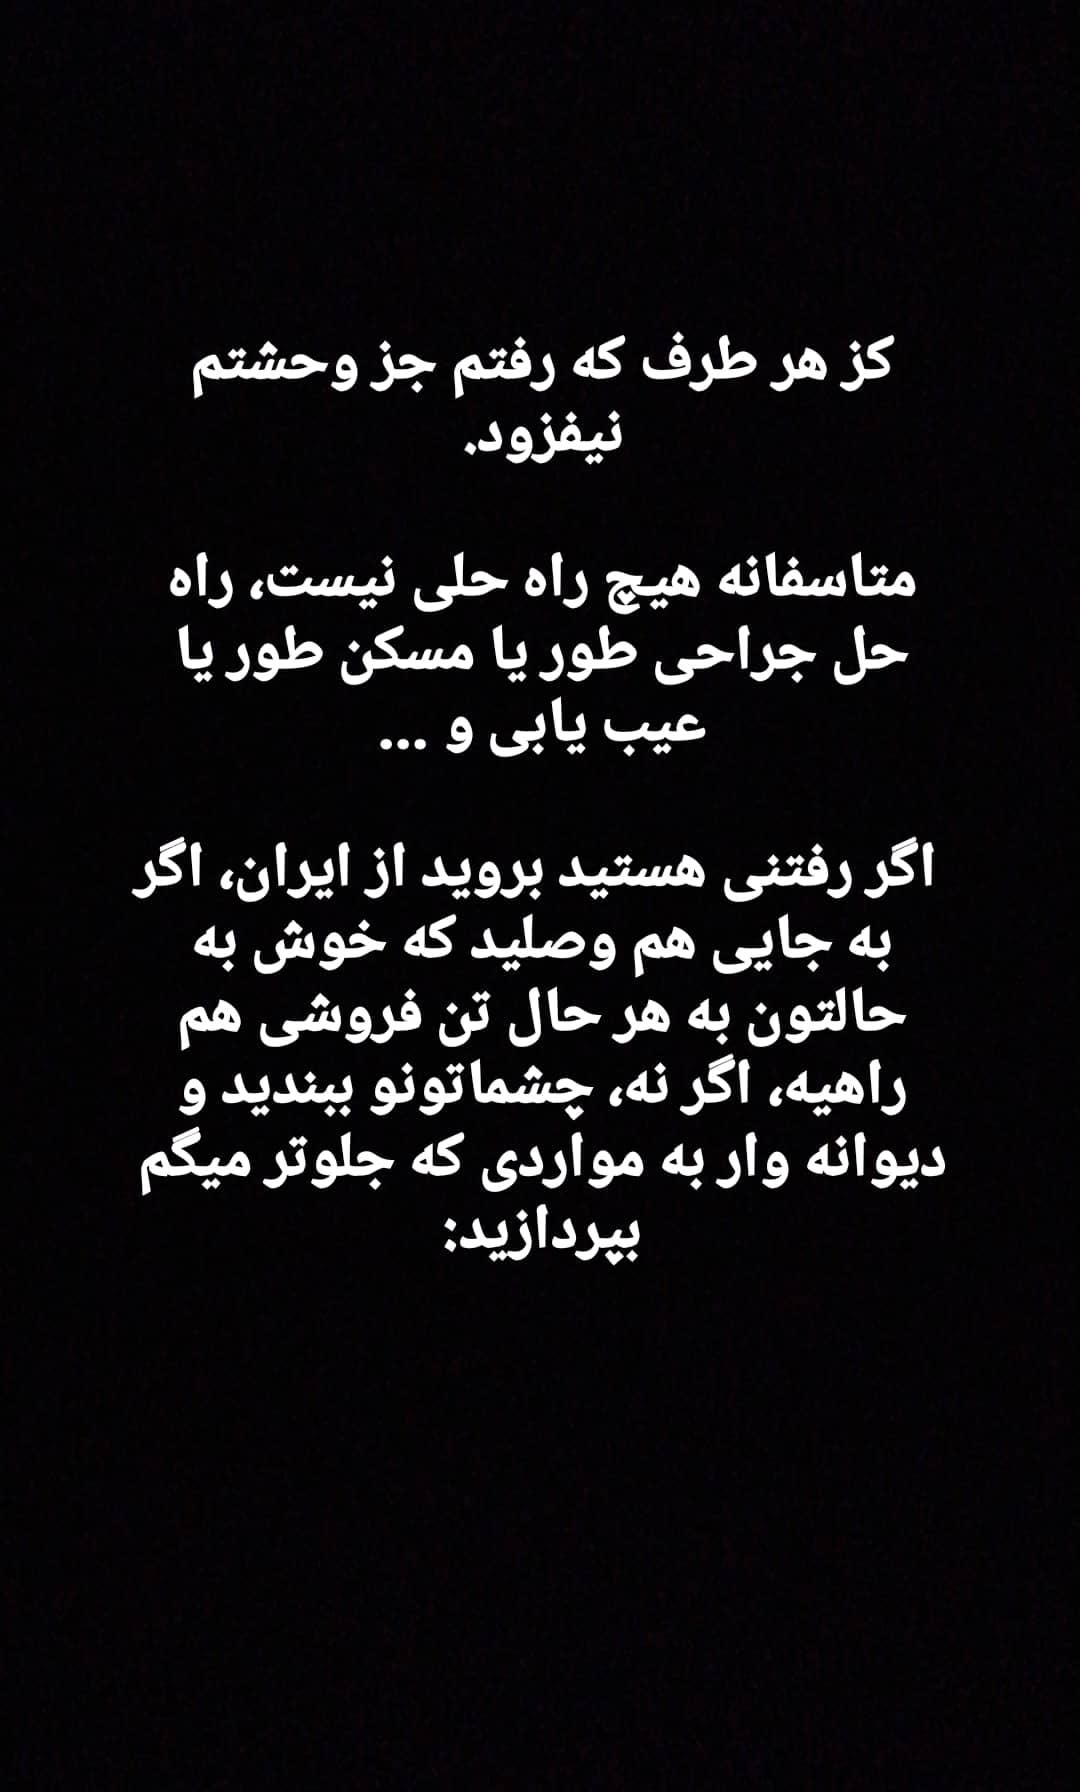 کز هر طرف که رفتم جز وحشتم
نیفزود.
متاسفانه هیچ راه حلی نیست، راه
حل جراحی طور یا مسکن طور یا
عیب یابی و ...
اگر رفتنی هستید بروید از ایران، اگر
به جایی هم وصلید که خوش به
حالتون به هر حال تن فروشی هم
راهیه، اگر نه، چشماتونو ببندید و
دیوانه وار به مواردی که جلوتر میگم
بپردازید: